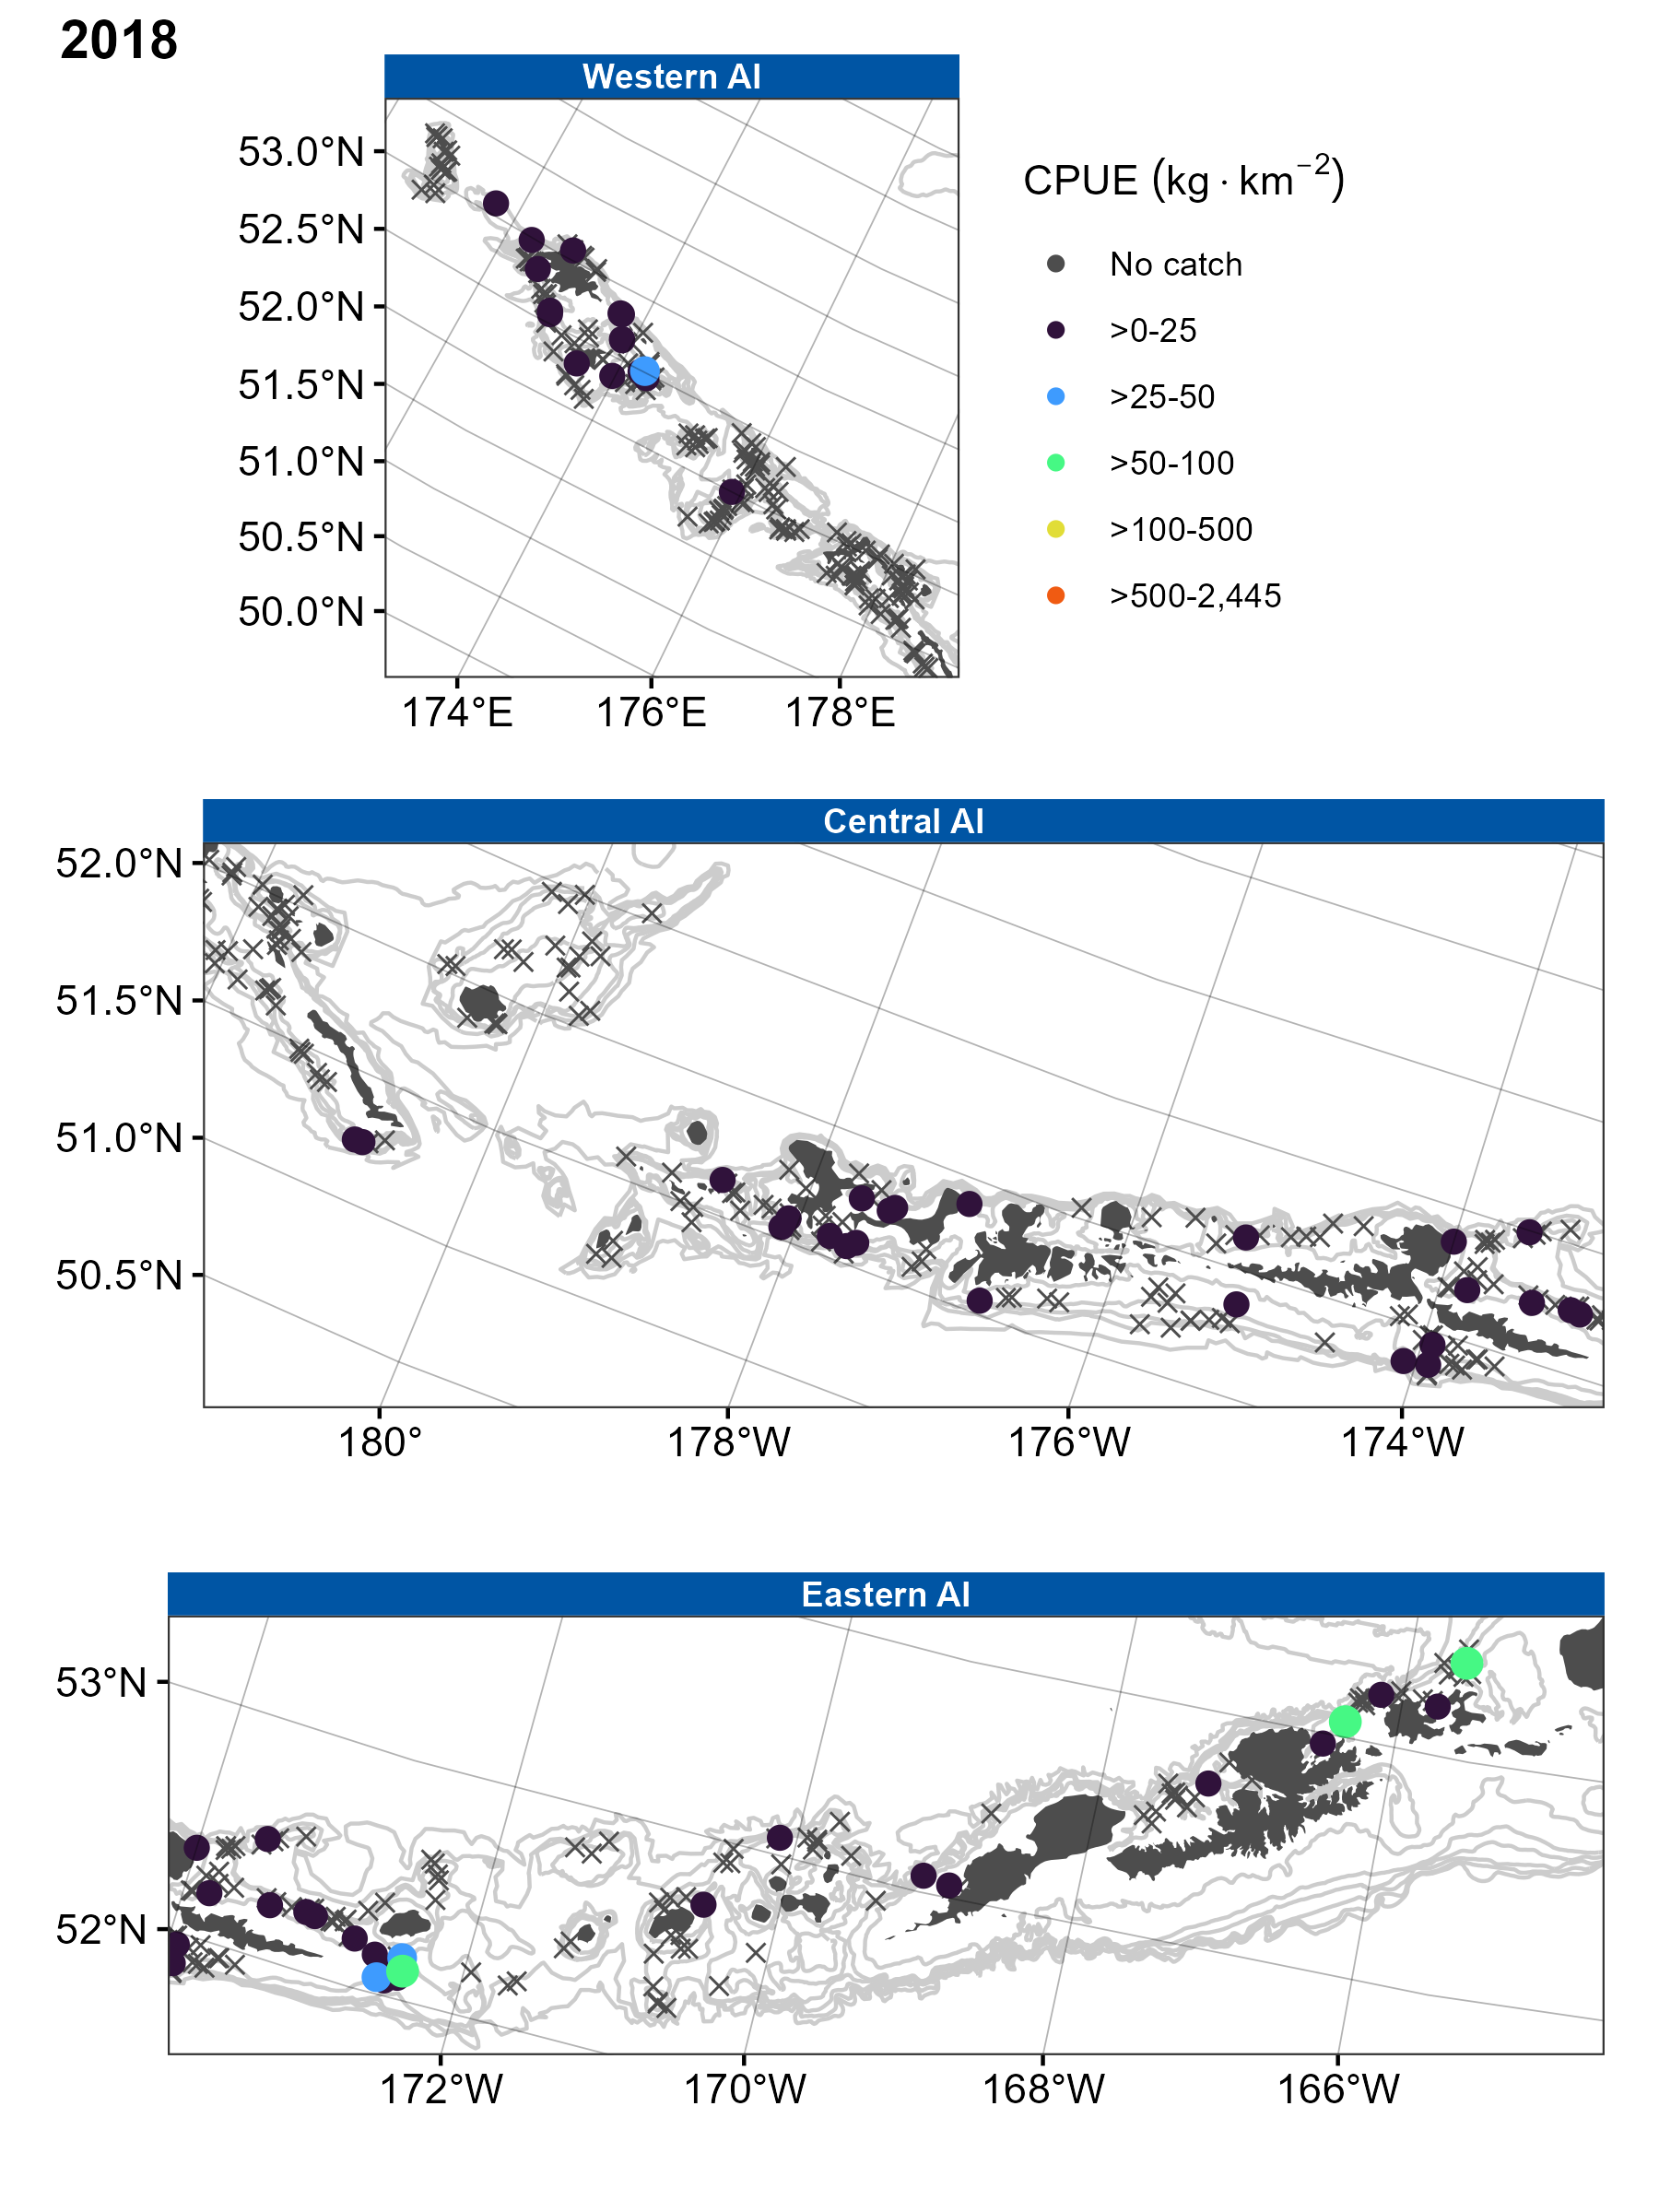 2018
Western AI
53.0°N
52.5°N
52.0°N
51.5°N
51.0°N
50.5°N
50.0°N
174°E 176°E 178°E
CPUE (kg · km⁻²)
No catch
>0-25
>25-50
>50-100
>100-500
>500-2,445
Central AI
52.0°N
51.5°N
51.0°N
50.5°N
180° 178°W 176°W 174°W
Eastern AI
53°N
52°N
172°W 170°W 168°W 166°W